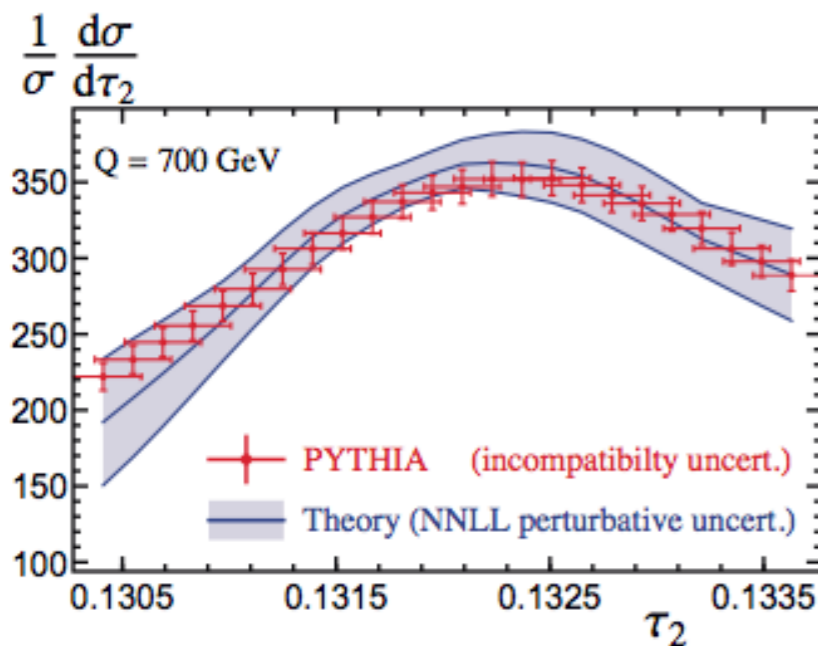 1 dσ
σ dτ₂
Q = 700 GeV
350
300
250
200
150
100
PYTHIA (incompatibilty uncert.)
Theory (NNLL perturbative uncert.)
0.1305 0.1315 0.1325 0.1335
τ₂